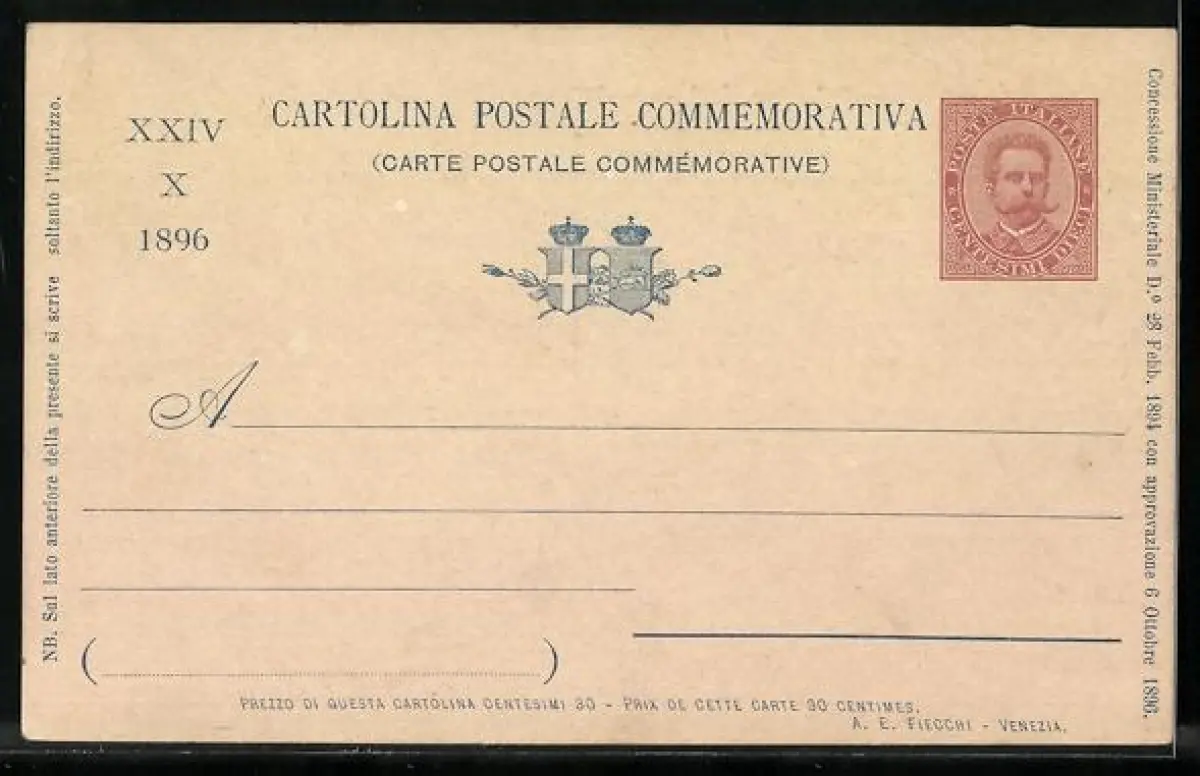 XXIV
X
1896
CARTOLINA POSTALE COMMEMORATIVA
(CARTE POSTALE COMMÉMORATIVE)
POSTE ITALIANE
CENTESIMI DIECI
NB. Sul lato anteriore della presente si scrive soltanto l'indirizzo.
Concessione Ministeriale D.º 28 Febb. 1894 con approvazione 6 Ottobre 1896.
A
( )
PREZZO DI QUESTA CARTOLINA CENTESIMI 30 - PRIX DE CETTE CARTE 30 CENTIMES.
A. E. FIECCHI - VENEZIA.